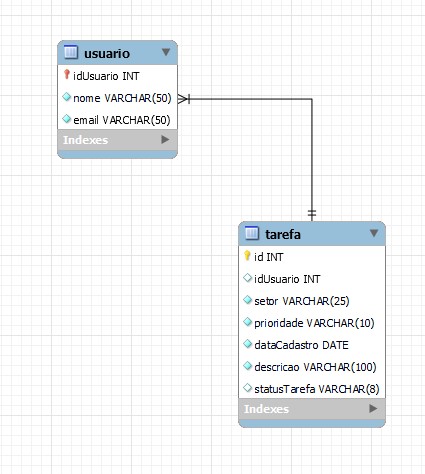 usuario
idUsuario INT
nome VARCHAR(50)
email VARCHAR(50)
Indexes
tarefa
id INT
idUsuario INT
setor VARCHAR(25)
prioridade VARCHAR(10)
dataCadastro DATE
descricao VARCHAR(100)
statusTarefa VARCHAR(8)
Indexes